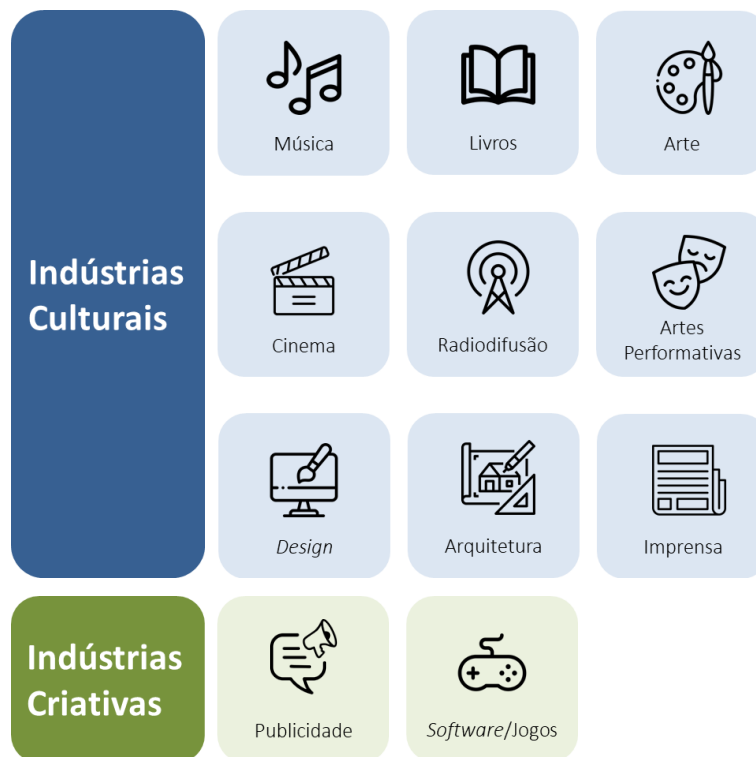 Indústrias
Culturais
Música
Livros
Arte
Cinema
Radiodifusão
Artes
Performativas
Design
Arquitetura
Imprensa
Indústrias
Criativas
Publicidade
Software/Jogos